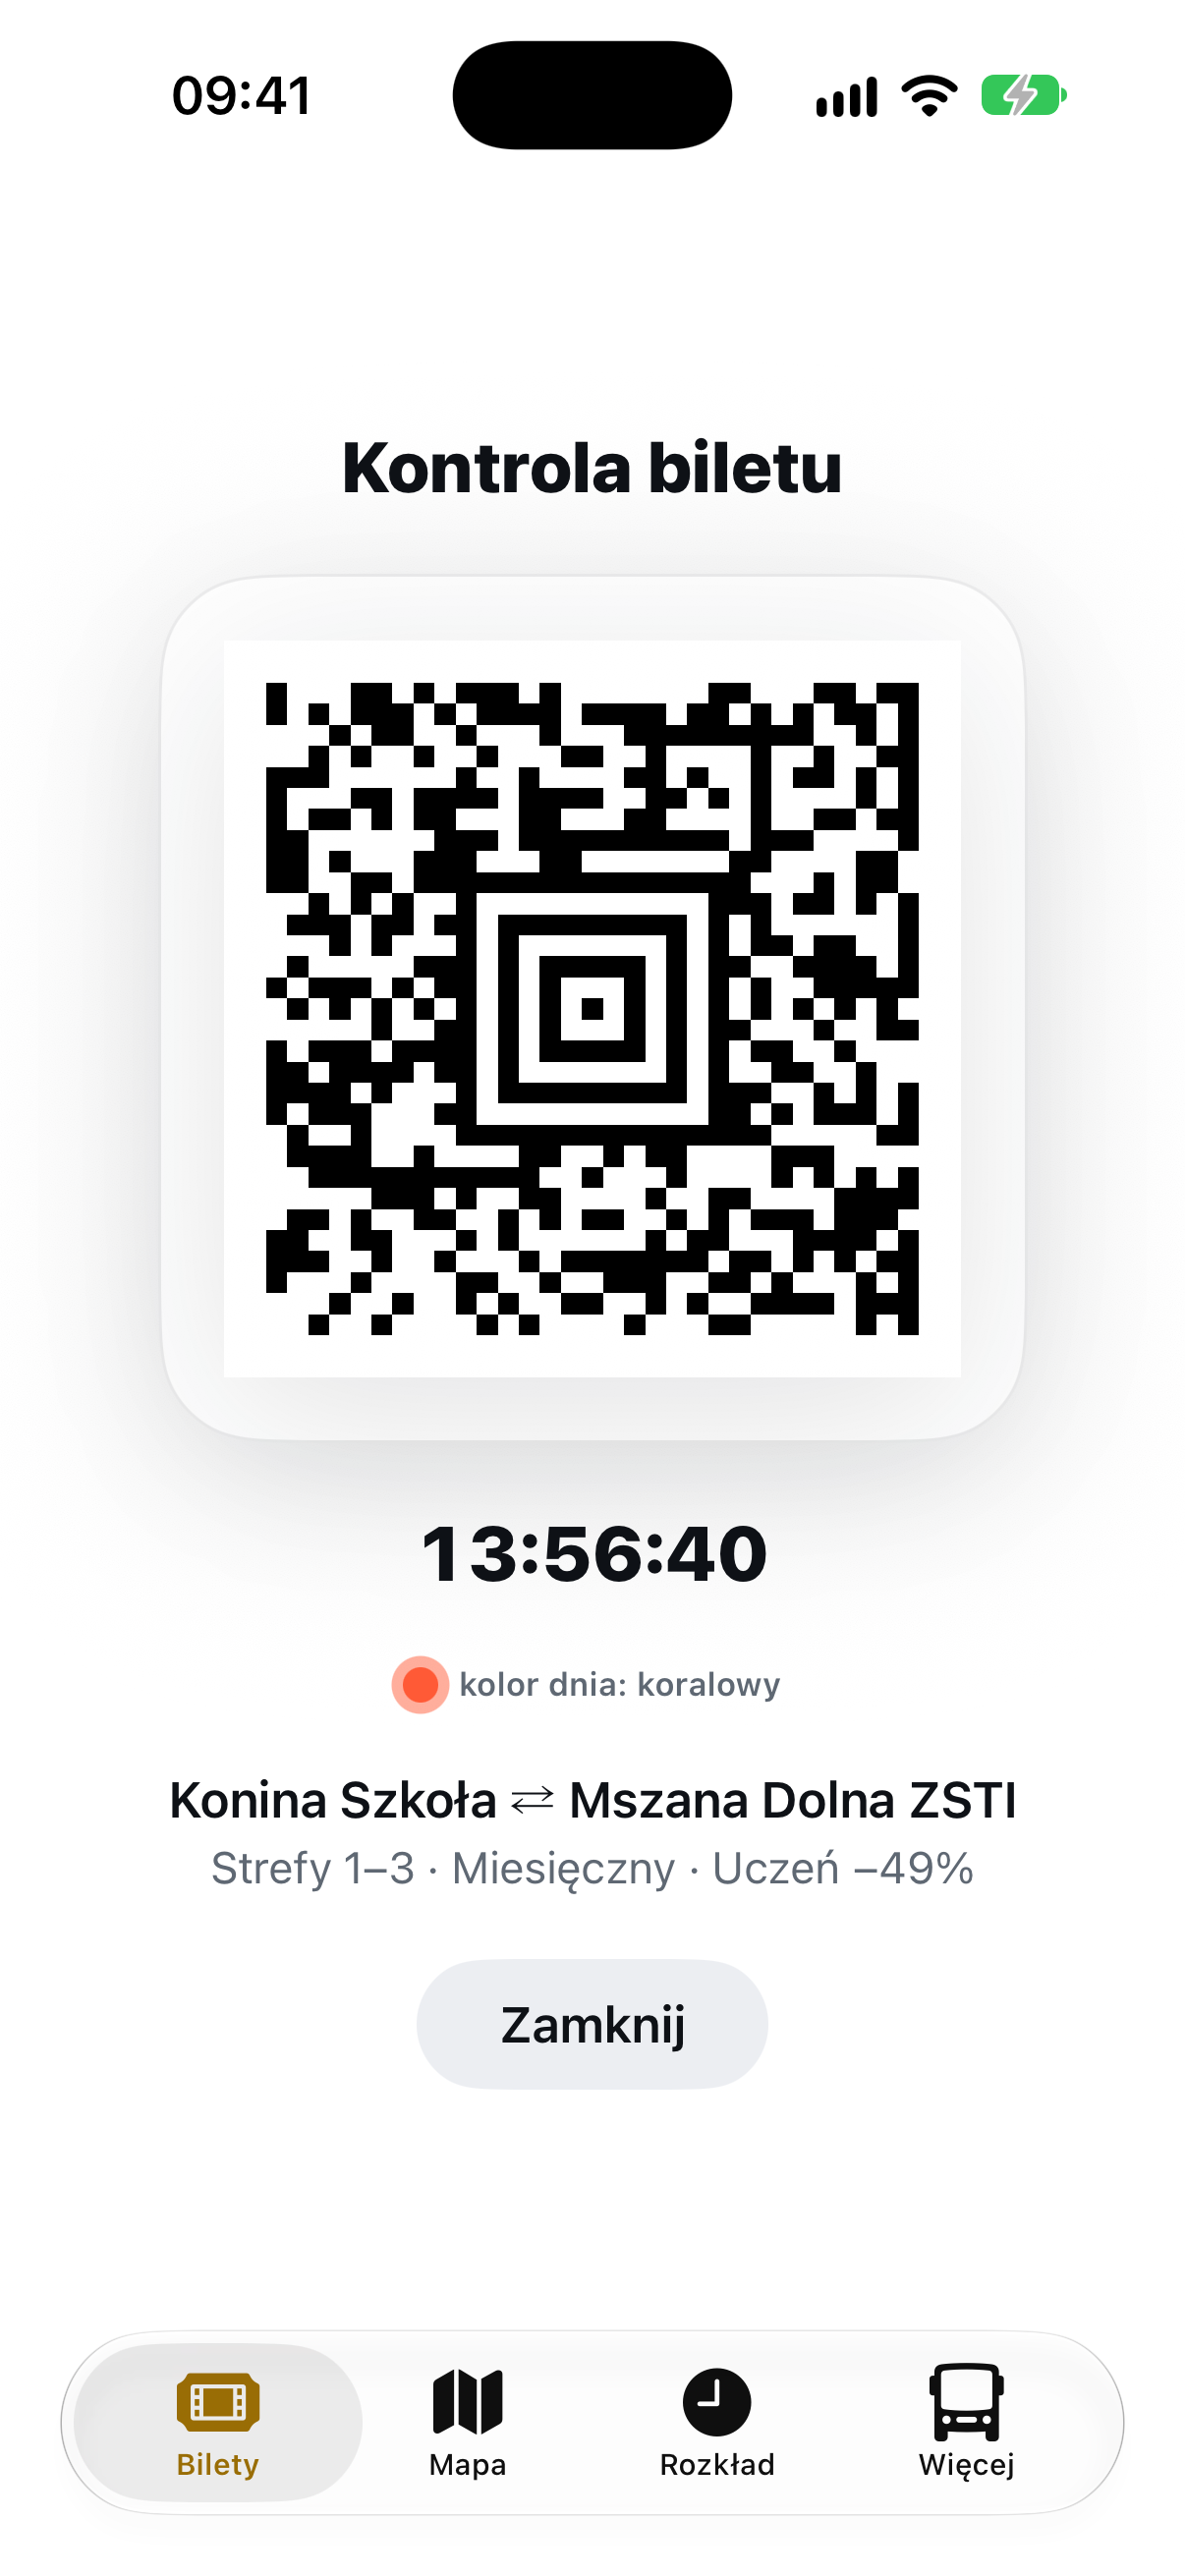 09:41
Kontrola biletu
13:56:40
kolor dnia: koralowy
Konina Szkoła ⇄ Mszana Dolna ZSTI
Strefy 1–3 · Miesięczny · Uczeń –49%
Zamknij
Bilety
Mapa
Rozkład
Więcej